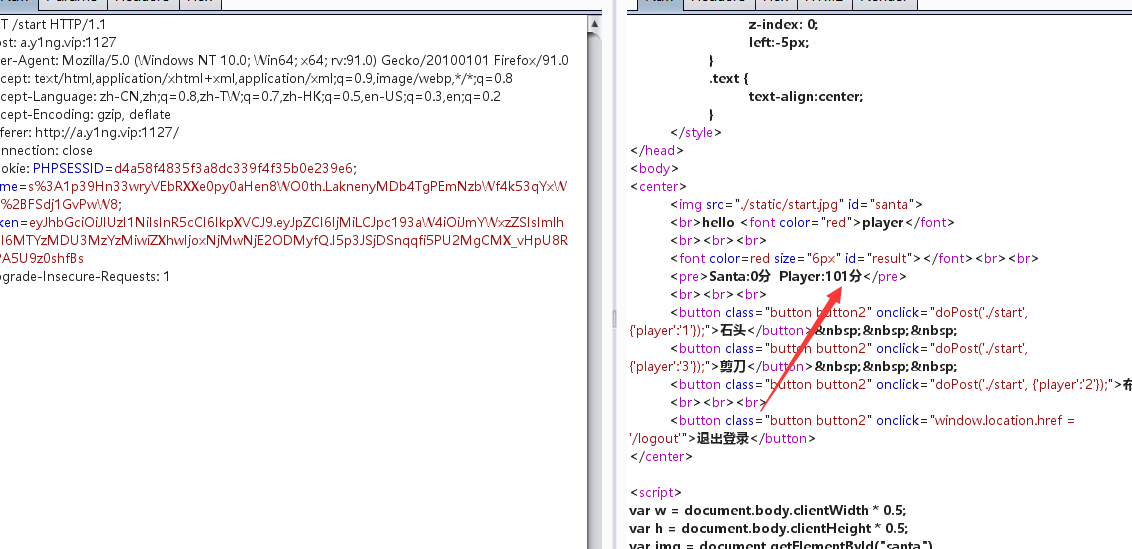 T /start HTTP/1.1
ost: a.y1ng.vip:1127
er-Agent: Mozilla/5.0 (Windows NT 10.0; Win64; x64; rv:91.0) Gecko/20100101 Firefox/91.0
cept: text/html,application/xhtml+xml,application/xml;q=0.9,image/webp,*/*;q=0.8
cept-Language: zh-CN,zh;q=0.8,zh-TW;q=0.7,zh-HK;q=0.5,en-US;q=0.3,en;q=0.2
cept-Encoding: gzip, deflate
ferer: http://a.y1ng.vip:1127/
nnection: close
okie: PHPSESSID=d4a58f4835f3a8dc339f4f35b0e239e6;
me=s%3A1p39Hn33wryVEbRXXe0py0aHen8WO0th.LaknenyMDb4TgPEmNzbWf4k53qYxW
%2BFSdj1GvPwW8;
grade-Insecure-Requests: 1
z-index: 0;
left:-5px;
}
.text {
text-align:center;
}
</style>
</head>
<body>
<center>
<img src="./static/start.jpg" id="santa">
<br>hello <font color="red">player</font>
<br><br><br>
<font color=red size="6px" id="result"></font><br><br>
<pre>Santa:0分 Player:101分</pre>
<br><br><br>
<button class="button button2" onclick="doPost('./start',
{'player':'1'});">石头</button>&nbsp;&nbsp;&nbsp;
<button class="button button2" onclick="doPost('./start',
{'player':'3'});">剪刀</button>&nbsp;&nbsp;&nbsp;
<button class="button button2" onclick="doPost('./start', {'player':'2'});">布
<br><br><br>
<button class="button button2" onclick="window.location.href =
'/logout'">退出登录</button>
</center>
<script>
var w = document.body.clientWidth * 0.5;
var h = document.body.clientHeight * 0.5;
var img = document.getElementById("santa")